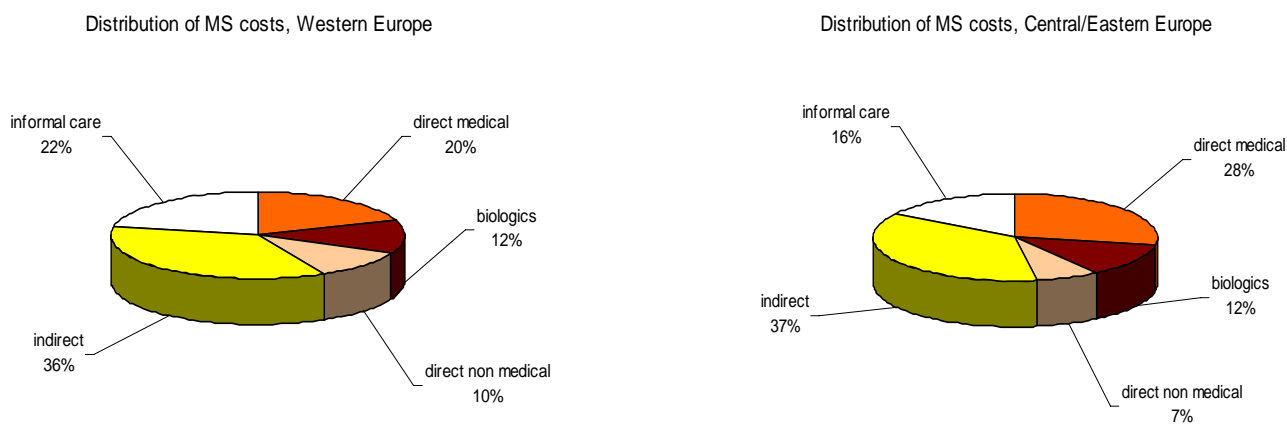 Distribution of MS costs, Western Europe
informal care
22%
direct medical
20%
biologics
12%
direct non medical
10%
indirect
36%
Distribution of MS costs, Central/Eastern Europe
informal care
16%
direct medical
28%
biologics
12%
direct non medical
7%
indirect
37%